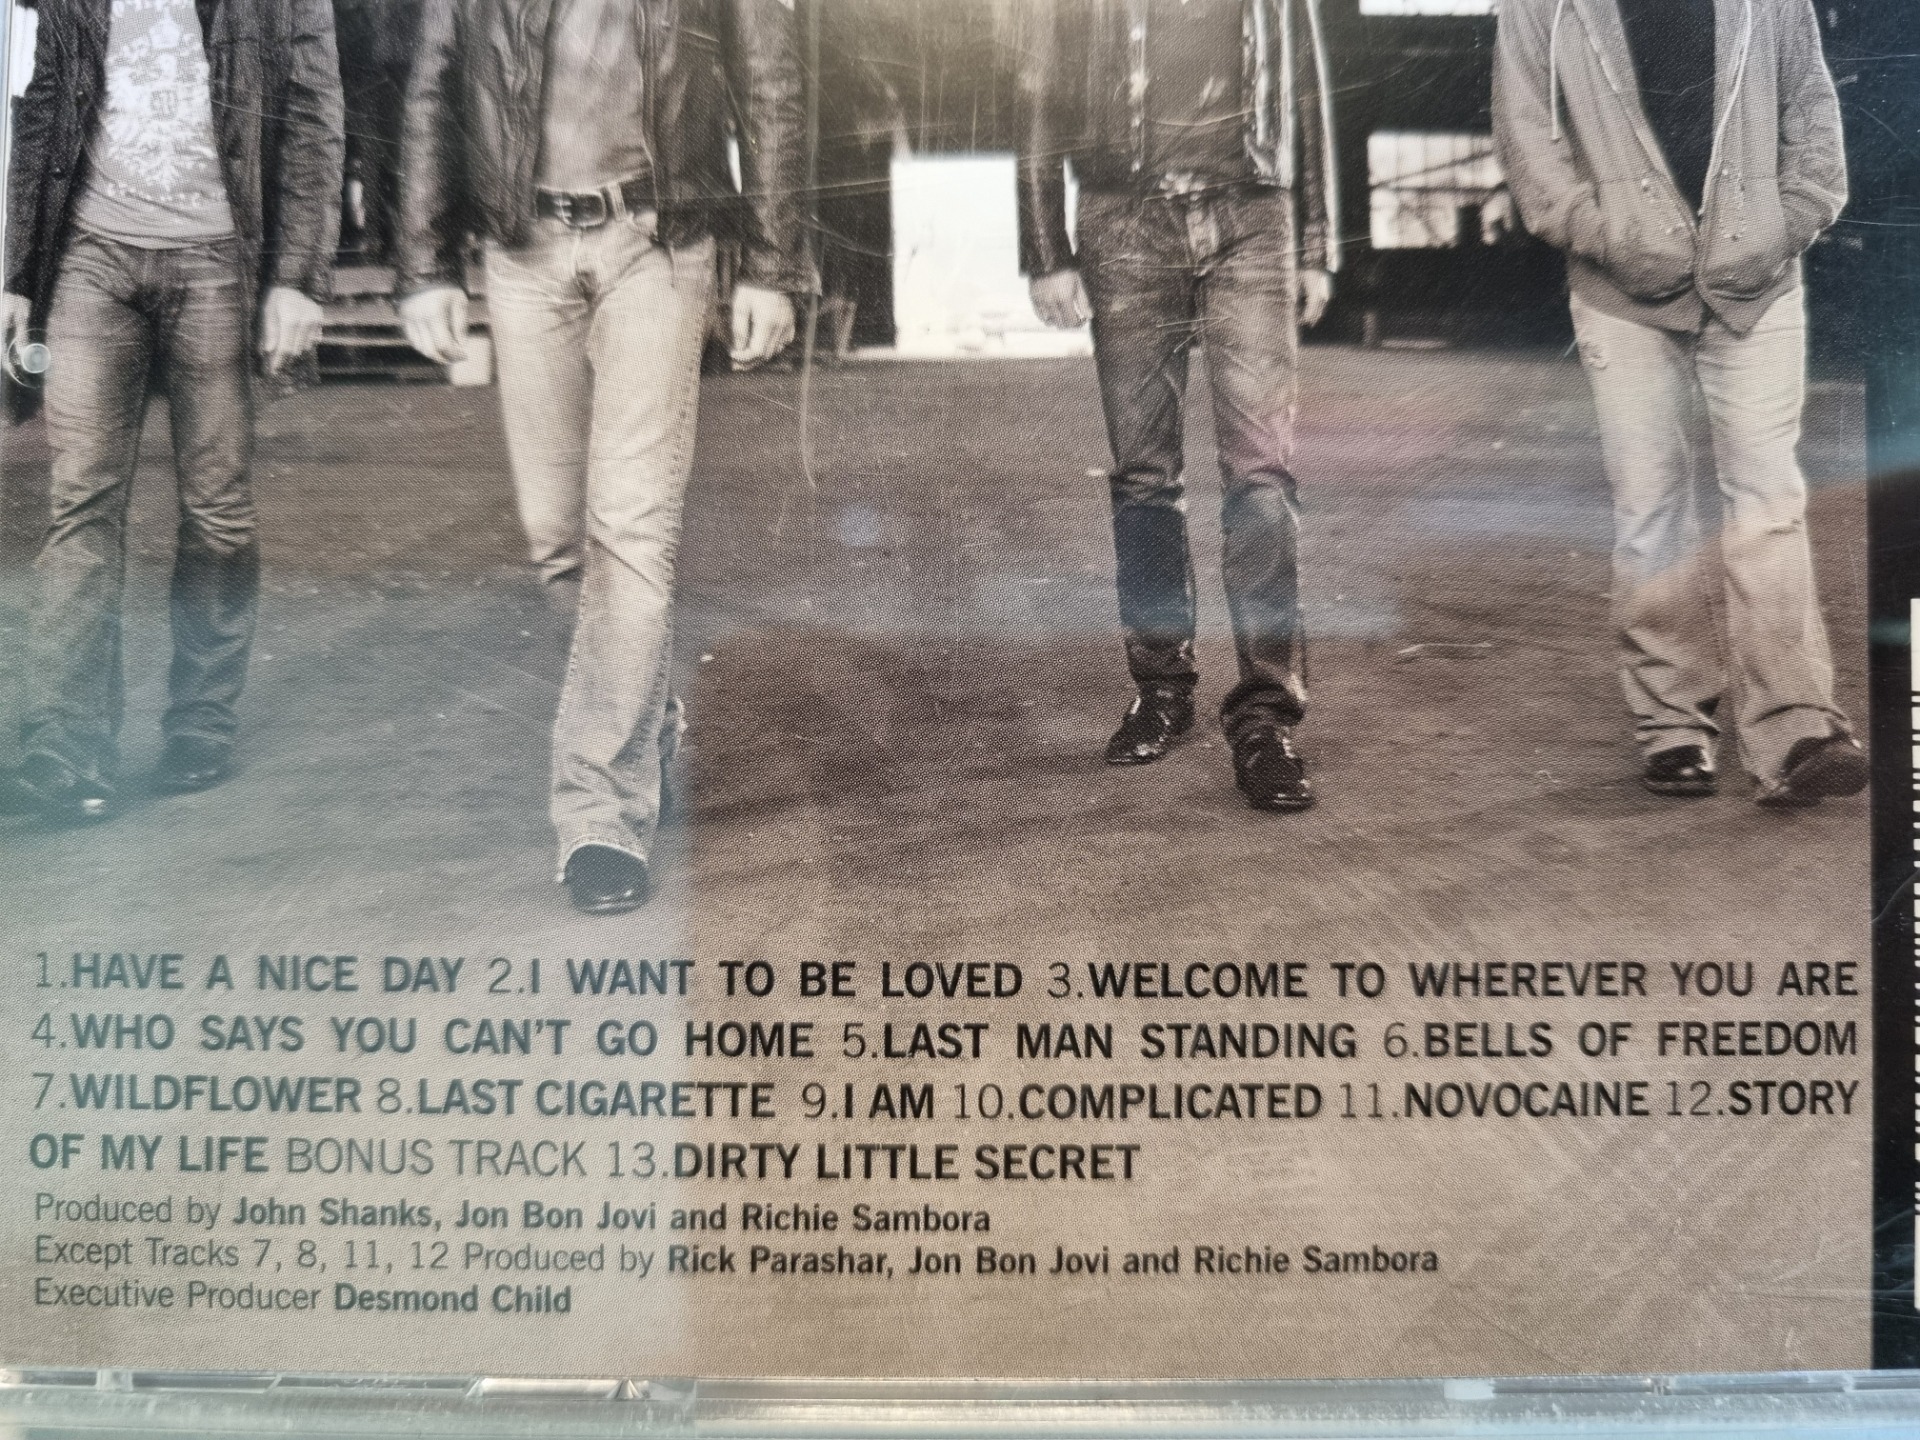 1.HAVE A NICE DAY 2.I WANT TO BE LOVED 3.WELCOME TO WHEREVER YOU ARE
4.WHO SAYS YOU CAN'T GO HOME 5.LAST MAN STANDING 6.BELLS OF FREEDOM
7.WILDFLOWER 8.LAST CIGARETTE 9.I AM 10.COMPLICATED 11.NOVOCAINE 12.STORY
OF MY LIFE BONUS TRACK 13.DIRTY LITTLE SECRET
Produced by John Shanks, Jon Bon Jovi and Richie Sambora
Except Tracks 7, 8, 11, 12 Produced by Rick Parashar, Jon Bon Jovi and Richie Sambora
Executive Producer Desmond Child